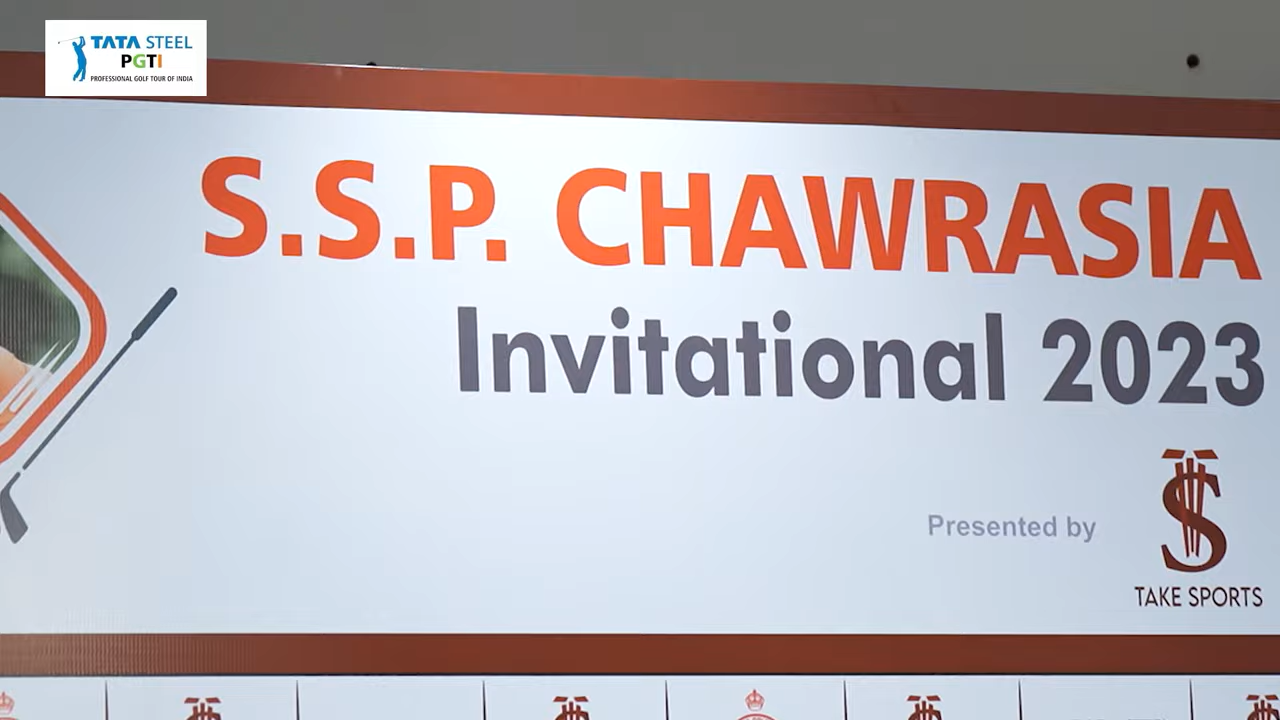 TATA STEEL
PGTI
PROFESSIONAL GOLF TOUR OF INDIA
S.S.P. CHAWRASIA
Invitational 2023
Presented by
TAKE SPORTS